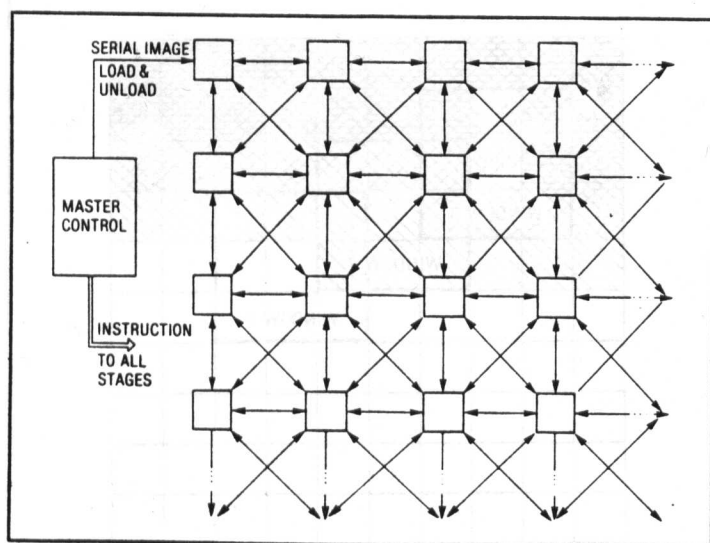 SERIAL IMAGE
LOAD &
UNLOAD
MASTER
CONTROL
INSTRUCTION
TO ALL
STAGES